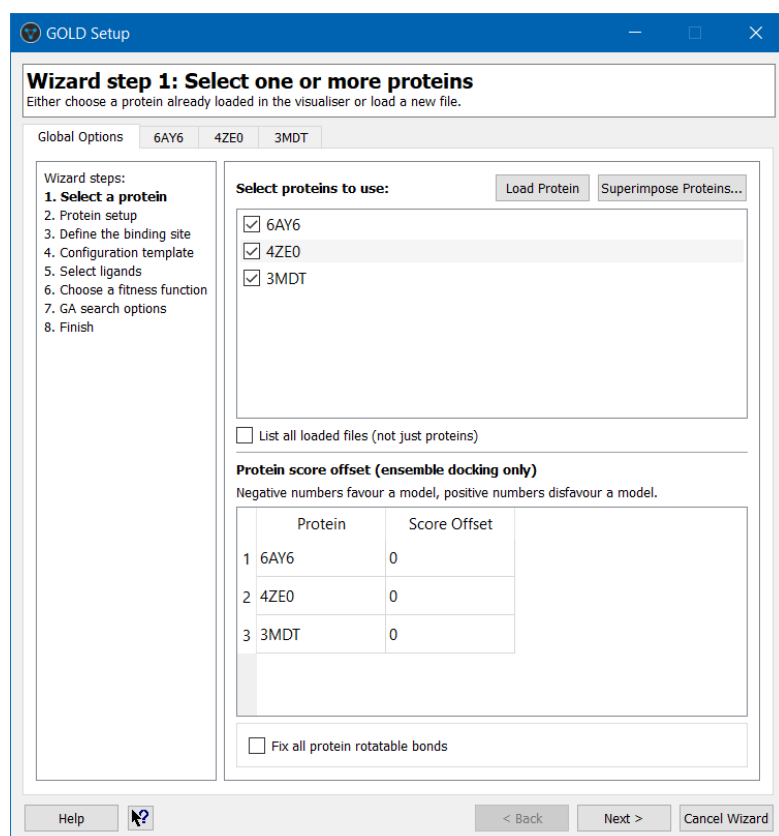 GOLD Setup
Wizard step 1: Select one or more proteins
Either choose a protein already loaded in the visualiser or load a new file.
Global Options 6AY6 4ZE0 3MDT
Wizard steps:
1. Select a protein
2. Protein setup
3. Define the binding site
4. Configuration template
5. Select ligands
6. Choose a fitness function
7. GA search options
8. Finish
Select proteins to use: Load Protein Superimpose Proteins...
6AY6
4ZE0
3MDT
List all loaded files (not just proteins)
Protein score offset (ensemble docking only)
Negative numbers favour a model, positive numbers disfavour a model.
Protein Score Offset
1 6AY6 0
2 4ZE0 0
3 3MDT 0
Fix all protein rotatable bonds
Help ? < Back Next > Cancel Wizard